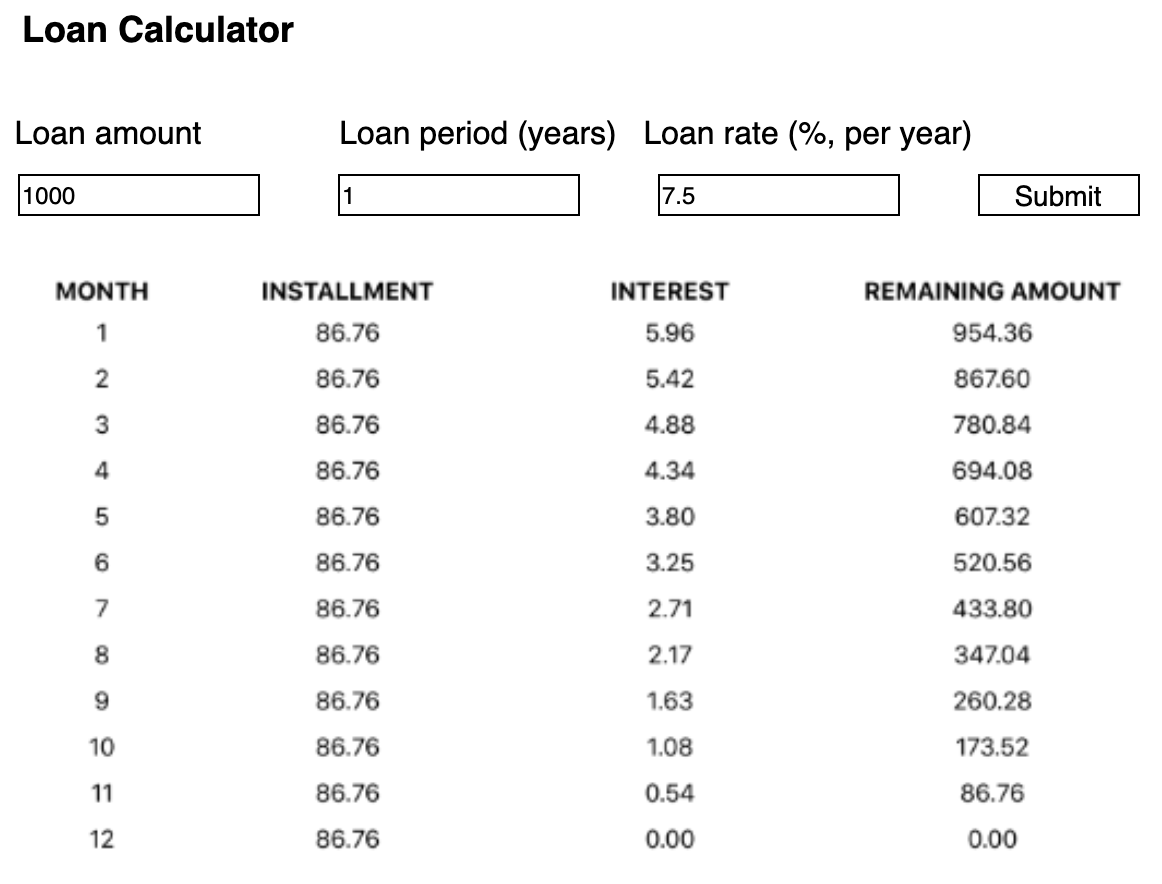 Loan Calculator
Loan amount Loan period (years) Loan rate (%, per year)
1000 1 7.5 Submit
MONTH INSTALLMENT INTEREST REMAINING AMOUNT
1 86.76 5.96 954.36
2 86.76 5.42 867.60
3 86.76 4.88 780.84
4 86.76 4.34 694.08
5 86.76 3.80 607.32
6 86.76 3.25 520.56
7 86.76 2.71 433.80
8 86.76 2.17 347.04
9 86.76 1.63 260.28
10 86.76 1.08 173.52
11 86.76 0.54 86.76
12 86.76 0.00 0.00